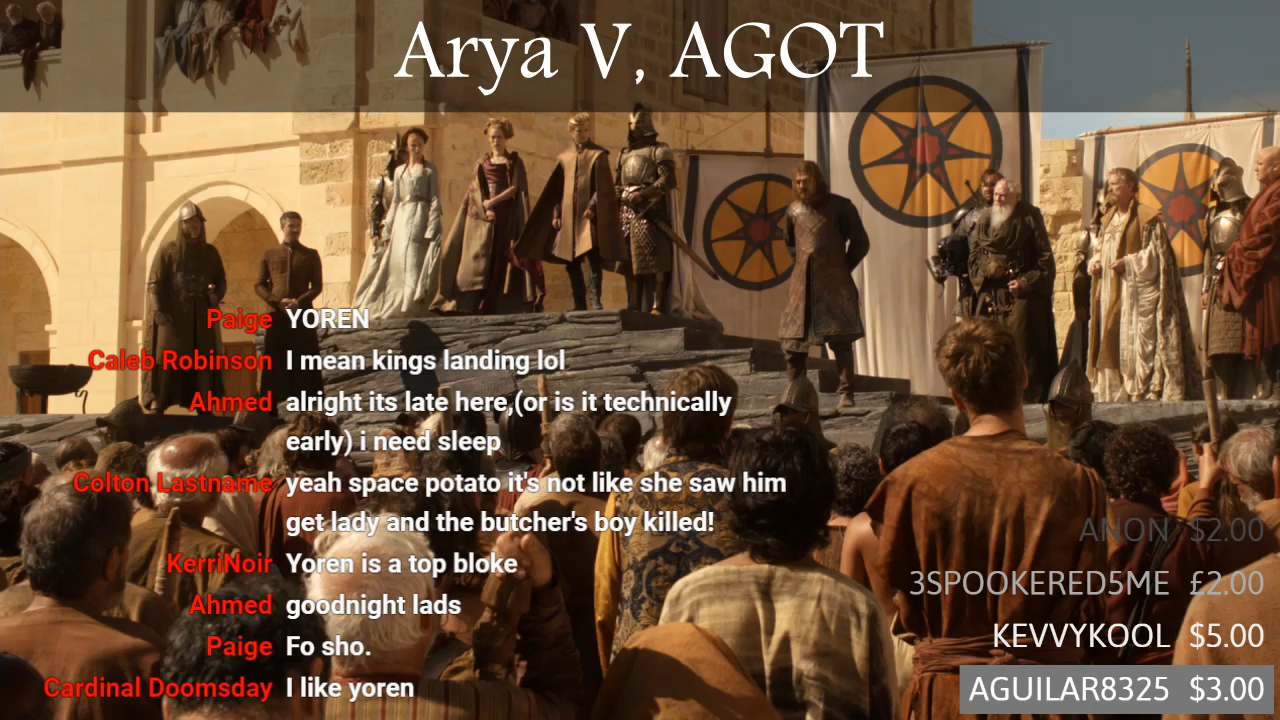 Arya V, AGOT
Paige YOREN
Caleb Robinson I mean kings landing lol
Ahmed alright its late here,(or is it technically
early) i need sleep
Colton Lastname yeah space potato it's not like she saw him
get lady and the butcher's boy killed!
KerriNoir Yoren is a top bloke
Ahmed goodnight lads
Paige Fo sho.
Cardinal Doomsday I like yoren
ANON $2.00
3SPOOKERED5ME £2.00
KEVVYKOOL $5.00
AGUILAR8325 $3.00